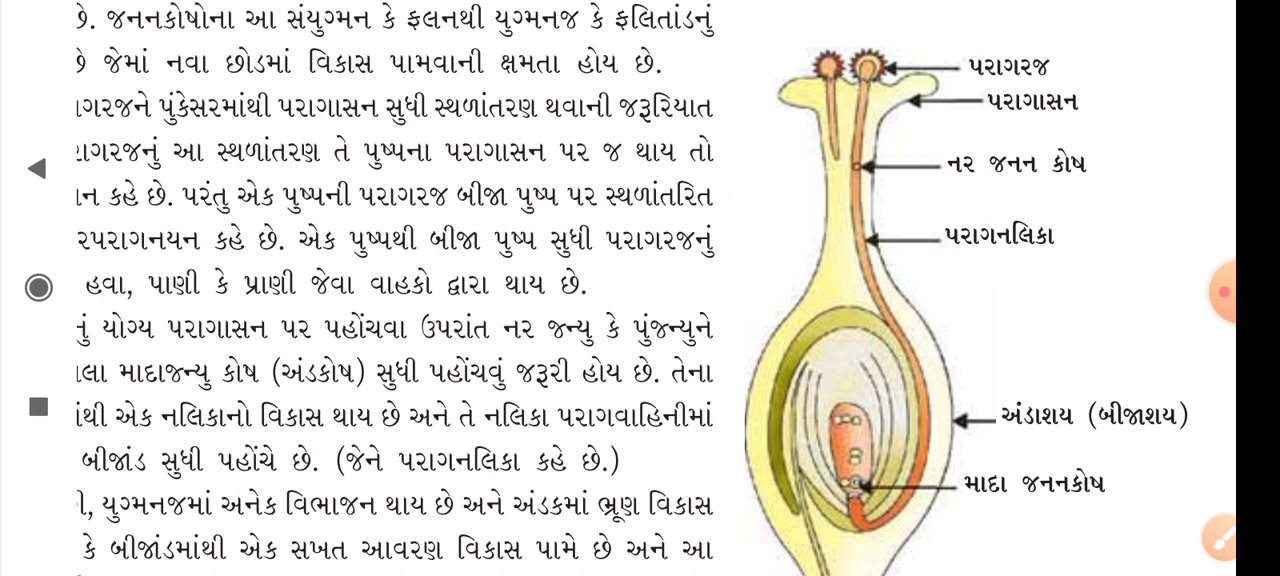 છે. જનનકોષોના આ સંયુગ્મન કે ફલનથી યુગ્મનજ કે ફલિતાંડનું
છે જેમાં નવા છોડમાં વિકાસ પામવાની ક્ષમતા હોય છે.
પુંકેસરમાંથી પરાગાસન સુધી સ્થળાંતરણ થવાની જરૂરિયાત
આ સ્થળાંતરણ તે પુષ્પના પરાગાસન પર જ થાય તો
કહે છે. પરંતુ એક પુષ્પની પરાગરજ બીજા પુષ્પ પર સ્થળાંતરિત
રપરાગનયન કહે છે. એક પુષ્પથી બીજા પુષ્પ સુધી પરાગરજનું
હવા, પાણી કે પ્રાણી જેવા વાહકો દ્વારા થાય છે.
નું યોગ્ય પરાગાસન પર પહોંચવા ઉપરાંત નર જન્યુ કે પુંજન્યુને
માદાજન્યુ કોષ (અંડકોષ) સુધી પહોંચવું જરૂરી હોય છે. તેના
એક નલિકાનો વિકાસ થાય છે અને તે નલિકા પરાગવાહિનીમાં
બીજાંડ સુધી પહોંચે છે. (જેને પરાગનલિકા કહે છે.)
યુગ્મનજમાં અનેક વિભાજન થાય છે અને અંડકમાં ભ્રૂણ વિકાસ
કે બીજાંડમાંથી એક સખત આવરણ વિકાસ પામે છે અને આ
પરાગરજ
પરાગાસન
નર જનન કોષ
પરાગનલિકા
અંડાશય (બીજાશય)
માદા જનનકોષ